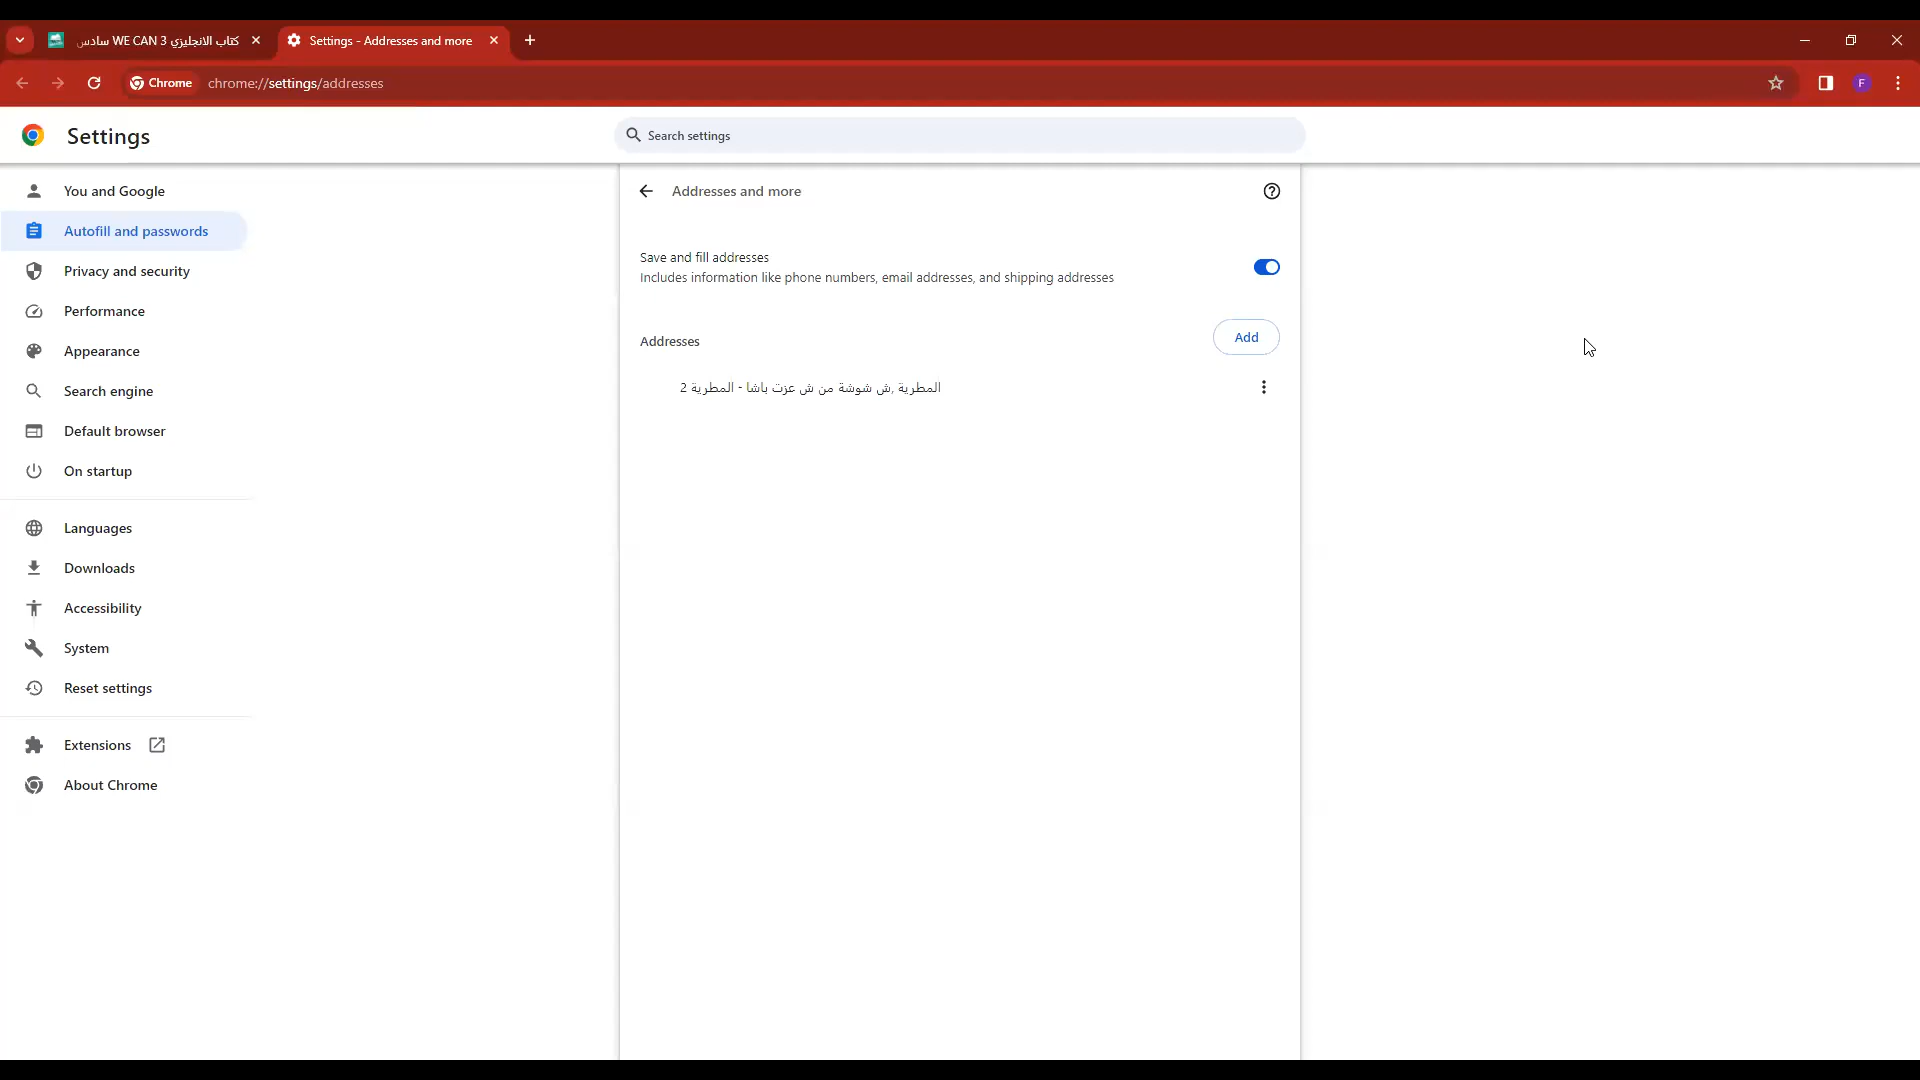 كتاب الانجليزي WE CAN 3 سادس
Settings - Addresses and more
Chrome
chrome://settings/addresses
F
Settings
Search settings
You and Google
Autofill and passwords
Privacy and security
Performance
Appearance
Search engine
Default browser
On startup
Languages
Downloads
Accessibility
System
Reset settings
Extensions
About Chrome
Addresses and more
Save and fill addresses
Includes information like phone numbers, email addresses, and shipping addresses
Addresses
Add
2 المطرية ,ش شوشة من ش عزت باشا - المطرية